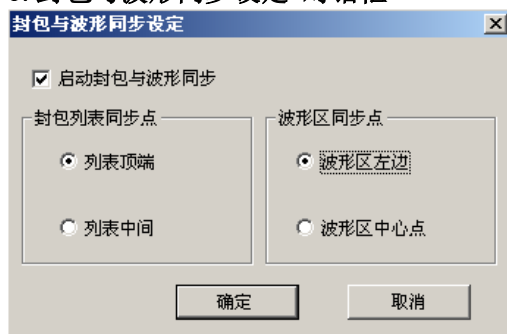 封包与波形同步设定
启动封包与波形同步
封包列表同步点
列表顶端
列表中间
波形区同步点
波形区左边
波形区中心点
确定
取消